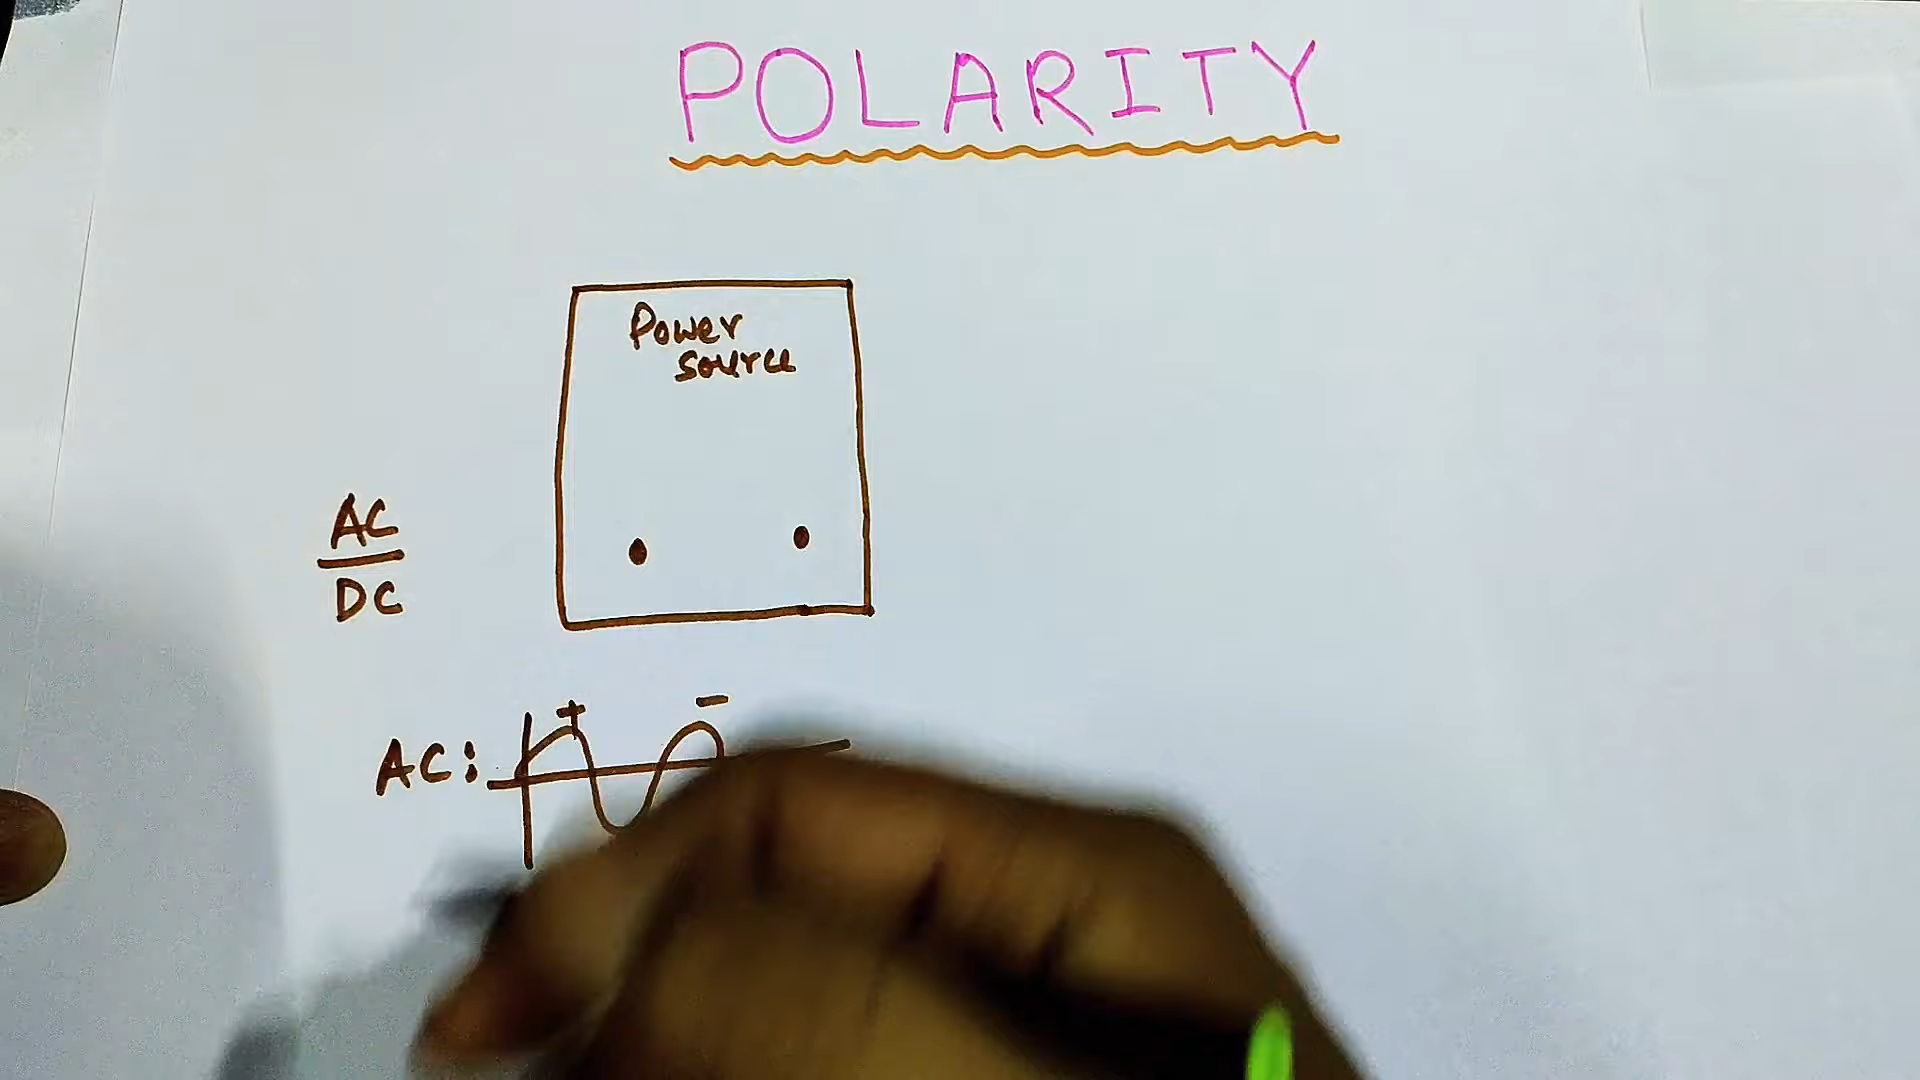 POLARITY
Power
source
AC
DC
AC:
+
-